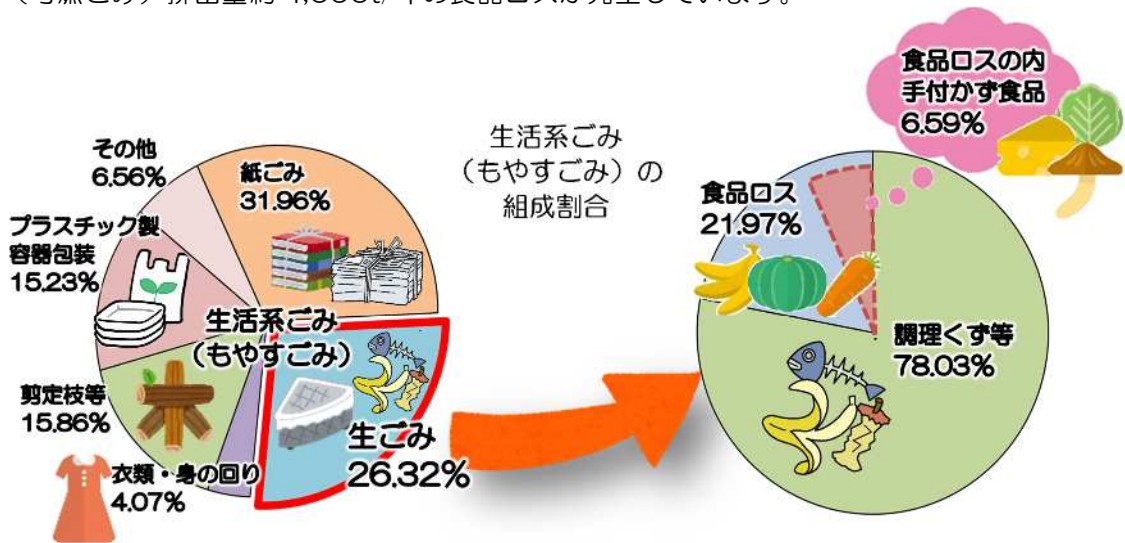 食品ロスの内
手付かず食品
6.59%
生活系ごみ
(もやすごみ)の
組成割合
その他
6.56%
紙ごみ
31.96%
プラスチック製
容器包装
15.23%
生活系ごみ
(もやすごみ)
剪定枝等
15.86%
衣類・身の回り
4.07%
生ごみ
26.32%
食品ロス
21.97%
調理くず等
78.03%